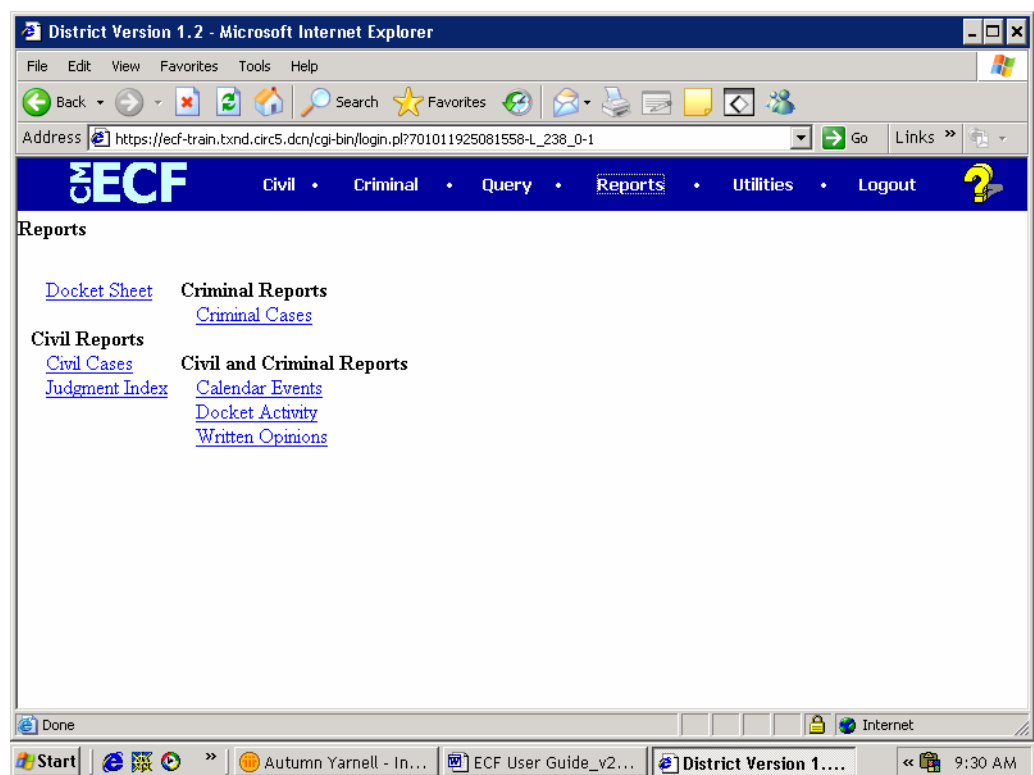 District Version 1.2 - Microsoft Internet Explorer
File Edit View Favorites Tools Help
Back Search Favorites
Address https://ecf-train.txnd.circ5.dcn/cgi-bin/login.pl?701011925081558-L_238_0-1 Go Links »
CM ECF Civil • Criminal • Query • Reports • Utilities • Logout ?
Reports
Docket Sheet Criminal Reports
Criminal Cases
Civil Reports
Civil Cases Civil and Criminal Reports
Judgment Index Calendar Events
Docket Activity
Written Opinions
Done Internet
Start » Autumn Yarnell - In... ECF User Guide_v2... District Version 1.... « 9:30 AM